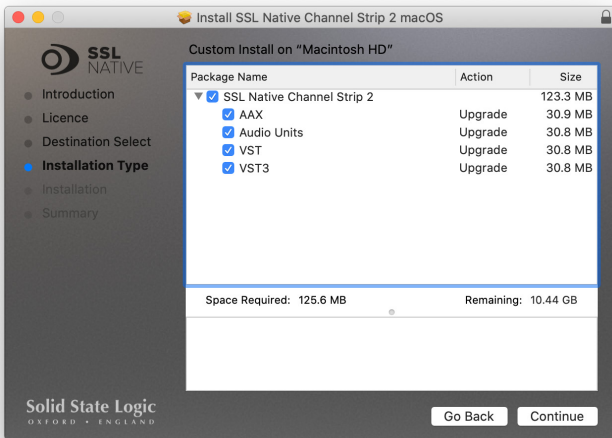 Install SSL Native Channel Strip 2 macOS
SSL
NATIVE
Introduction
Licence
Destination Select
Installation Type
Installation
Summary
Solid State Logic
OXFORD • ENGLAND
Custom Install on “Macintosh HD”
Package Name Action Size
SSL Native Channel Strip 2 123.3 MB
AAX Upgrade 30.9 MB
Audio Units Upgrade 30.8 MB
VST Upgrade 30.8 MB
VST3 Upgrade 30.8 MB
Space Required: 125.6 MB Remaining: 10.44 GB
Go Back Continue